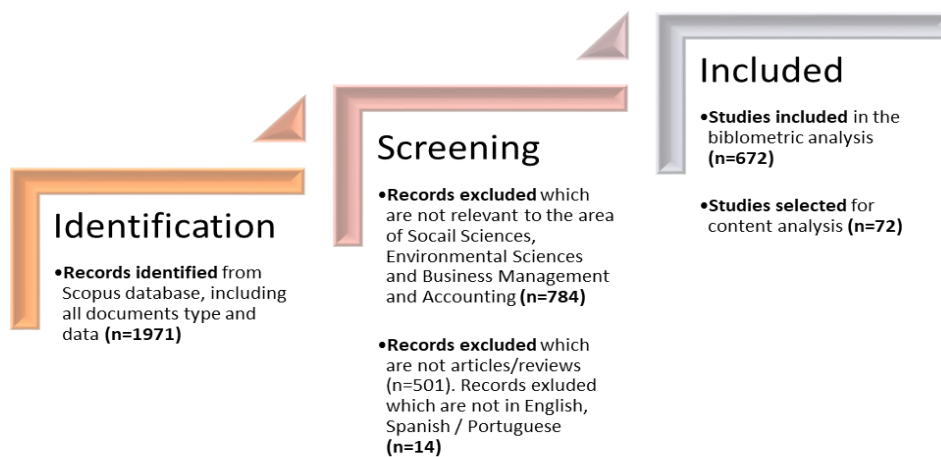 Identification
•Records identified from
Scopus database, including
all documents type and
data (n=1971)
Screening
•Records excluded which
are not relevant to the area
of Socail Sciences,
Environmental Sciences
and Business Management
and Accounting (n=784)
•Records excluded which
are not articles/reviews
(n=501). Records exluded
which are not in English,
Spanish / Portuguese
(n=14)
Included
•Studies included in the
biblometric analysis
(n=672)
•Studies selected for
content analysis (n=72)